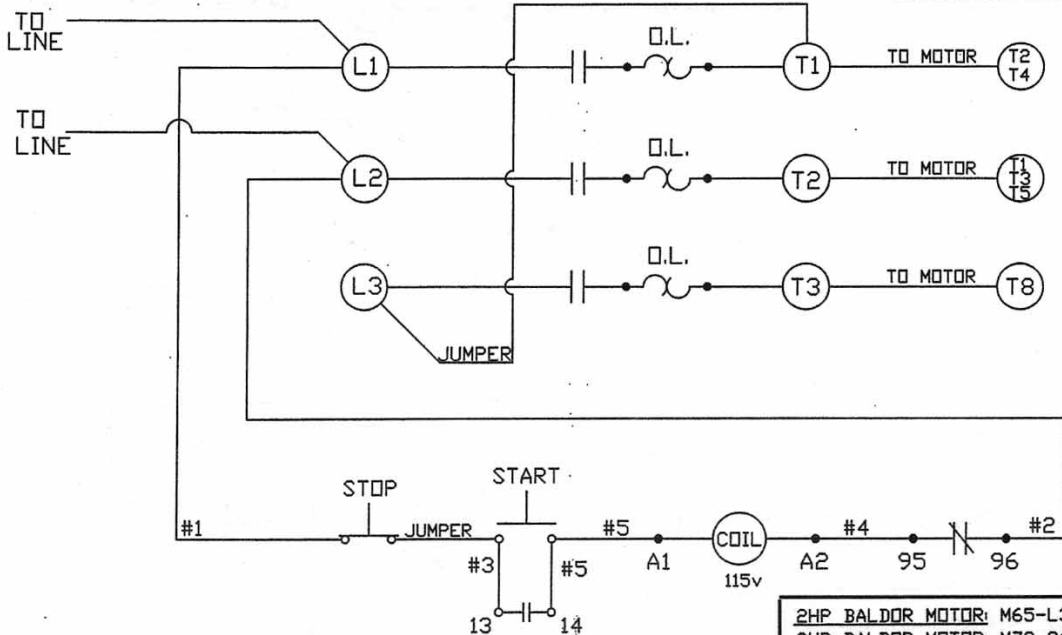 TO
LINE
L1
O.L.
T1
TO MOTOR
T2
T4
TO
LINE
L2
O.L.
T2
TO MOTOR
T1
T3
T5
L3
O.L.
T3
TO MOTOR
T8
JUMPER
STOP
START
#1
JUMPER
#3
#5
#5
A1
COIL
115v
A2
#4
95
96
#2
13
14
2HP BALDOR MOTOR: M65-L3